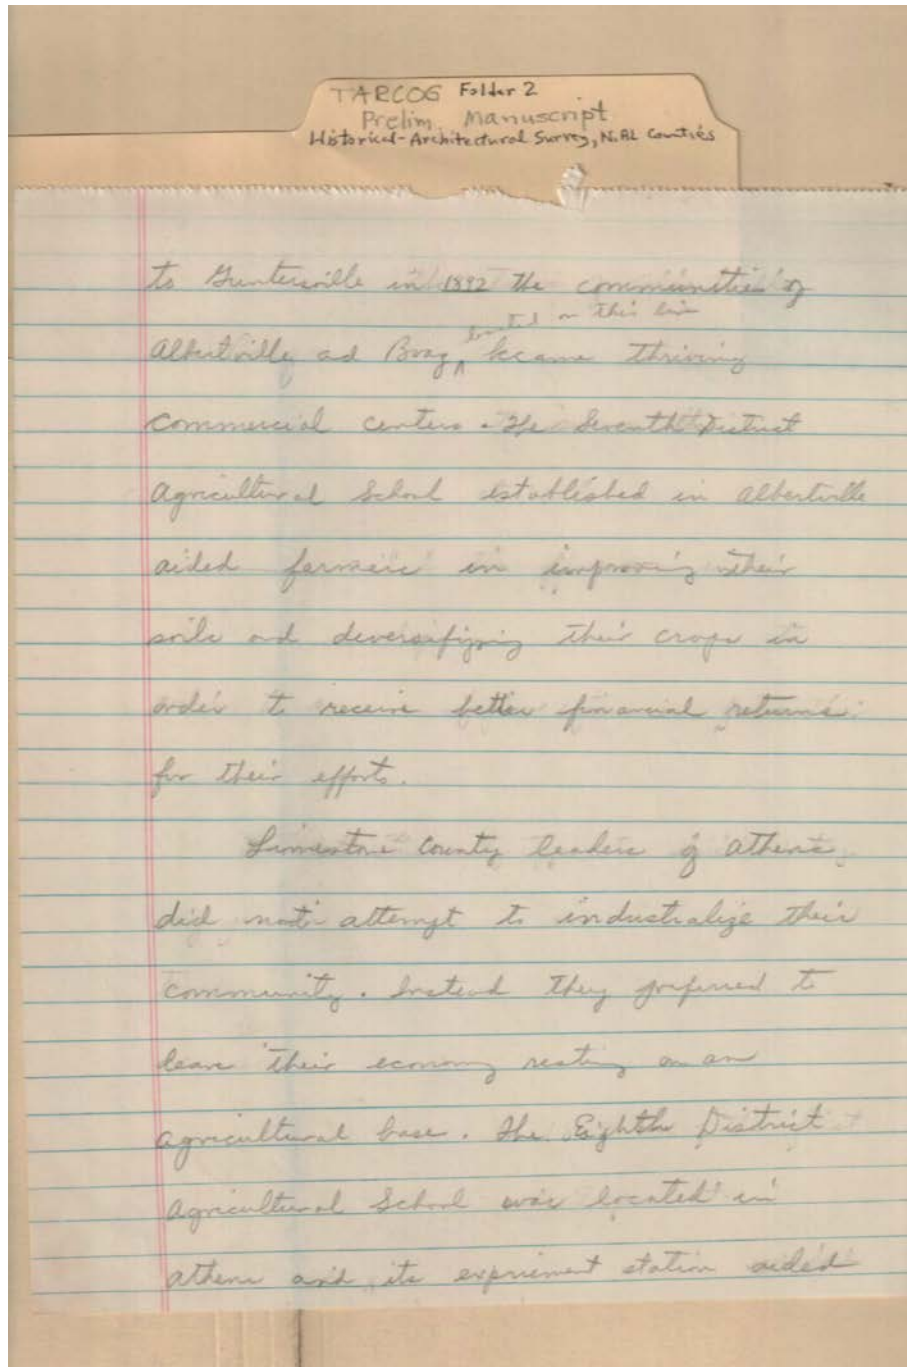 TARCOG Folder 2
Prelim. Manuscript
Historical-Architectural Survey, N. AL Counties
to Guntersville in 1892 the communities of
located on this line
Albertville ad Boaz ^ became thriving
commercial centers. The Seventh District
Agricultural School established in Albertville
aided farmers in improving their
soils and deversifying their crops in
order to receive better financial returns
for their efforts.
Limestone County leaders of Athens
did not attempt to industralize their
community. Instead they preferred to
leave their economy resting on an
agricultural base. The Eighth District
Agricultural School was located in
Athens and its expriement station aided